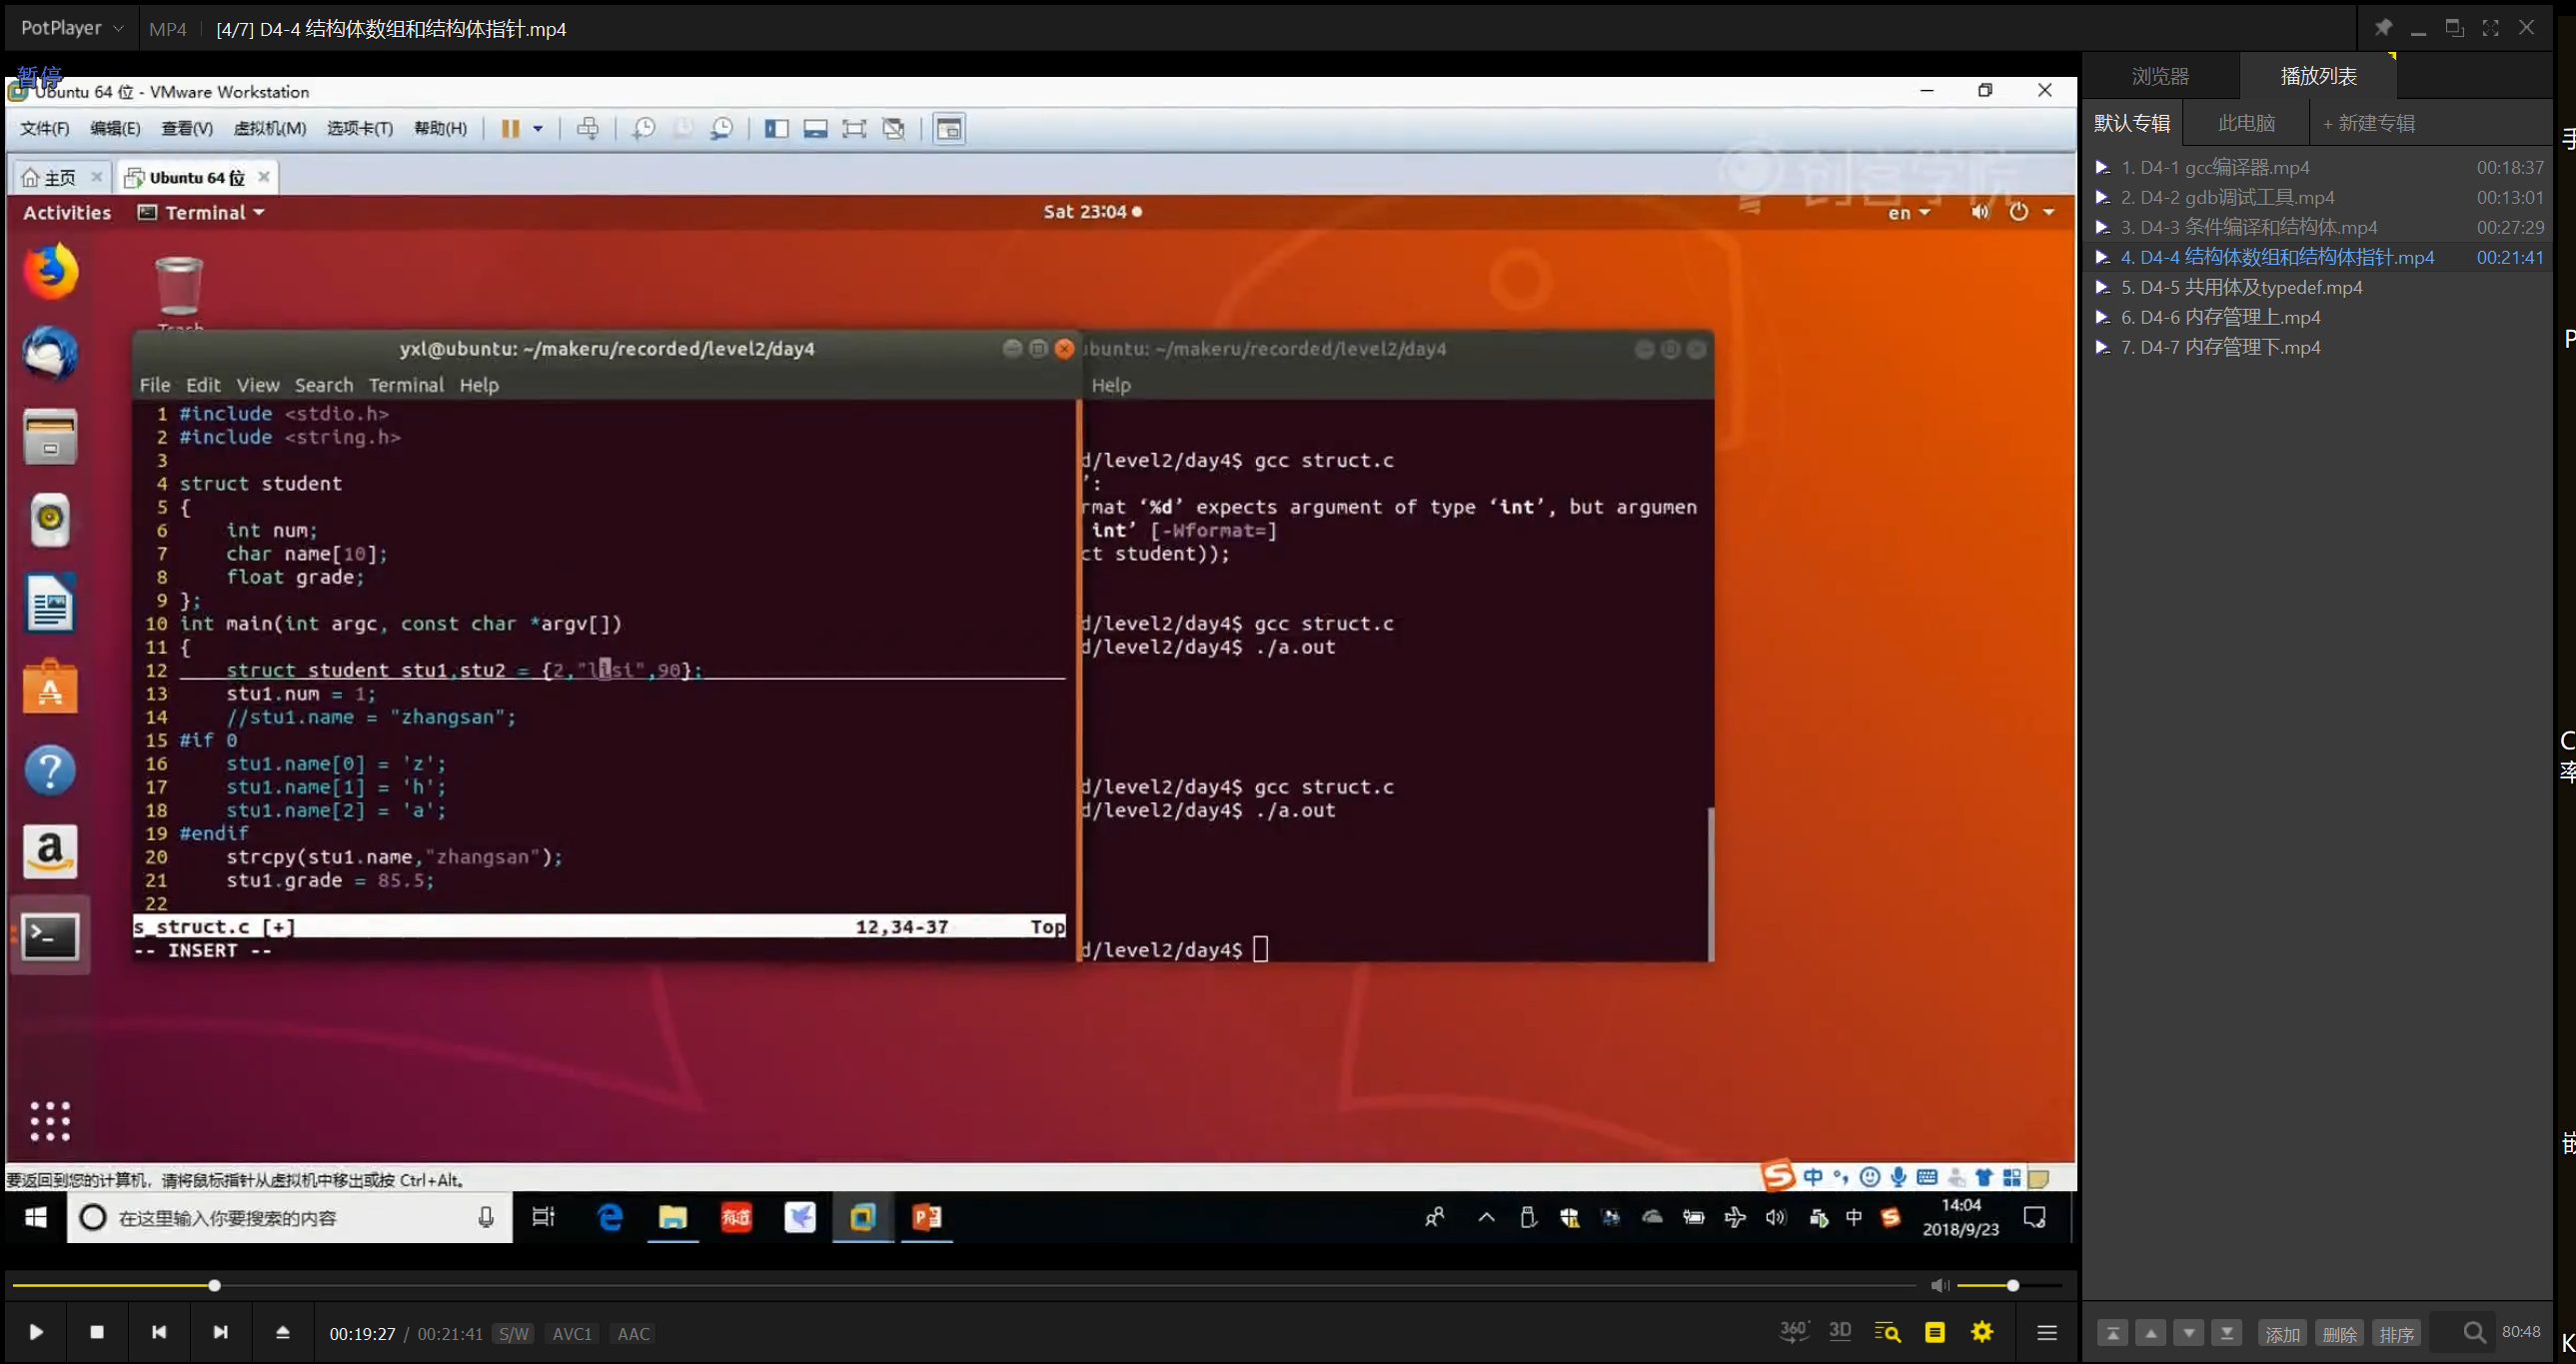 PotPlayer MP4 [4/7] D4-4 结构体数组和结构体指针.mp4
暂停
Ubuntu 64 位 - VMware Workstation
文件(F) 编辑(E) 查看(V) 虚拟机(M) 选项卡(T) 帮助(H)
主页 Ubuntu 64 位
创客学院
Activities Terminal Sat 23:04 en
Trash
yxl@ubuntu: ~/makeru/recorded/level2/day4
File Edit View Search Terminal Help
1 #include <stdio.h>
2 #include <string.h>
3
4 struct student
5 {
6 int num;
7 char name[10];
8 float grade;
9 };
10 int main(int argc, const char *argv[])
11 {
12 struct student stu1,stu2 = {2,"lisi",90};
13 stu1.num = 1;
14 //stu1.name = "zhangsan";
15 #if 0
16 stu1.name[0] = 'z';
17 stu1.name[1] = 'h';
18 stu1.name[2] = 'a';
19 #endif
20 strcpy(stu1.name,"zhangsan");
21 stu1.grade = 85.5;
22
s_struct.c [+] 12,34-37 Top
-- INSERT --
buntu: ~/makeru/recorded/level2/day4
Help
d/level2/day4$ gcc struct.c
’:
rmat ‘%d’ expects argument of type ‘int’, but argumen
int’ [-Wformat=]
ct student));
d/level2/day4$ gcc struct.c
d/level2/day4$ ./a.out
d/level2/day4$ gcc struct.c
d/level2/day4$ ./a.out
d/level2/day4$
要返回到您的计算机，请将鼠标指针从虚拟机中移出或按 Ctrl+Alt。
中
在这里输入你要搜索的内容
有道
中
14:04
2018/9/23
00:19:27 / 00:21:41 S/W AVC1 AAC
360° 3D
浏览器 播放列表
默认专辑 此电脑 + 新建专辑
1. D4-1 gcc编译器.mp4 00:18:37
2. D4-2 gdb调试工具.mp4 00:13:01
3. D4-3 条件编译和结构体.mp4 00:27:29
4. D4-4 结构体数组和结构体指针.mp4 00:21:41
5. D4-5 共用体及typedef.mp4
6. D4-6 内存管理上.mp4
7. D4-7 内存管理下.mp4
添加 删除 排序 80:48
率
K